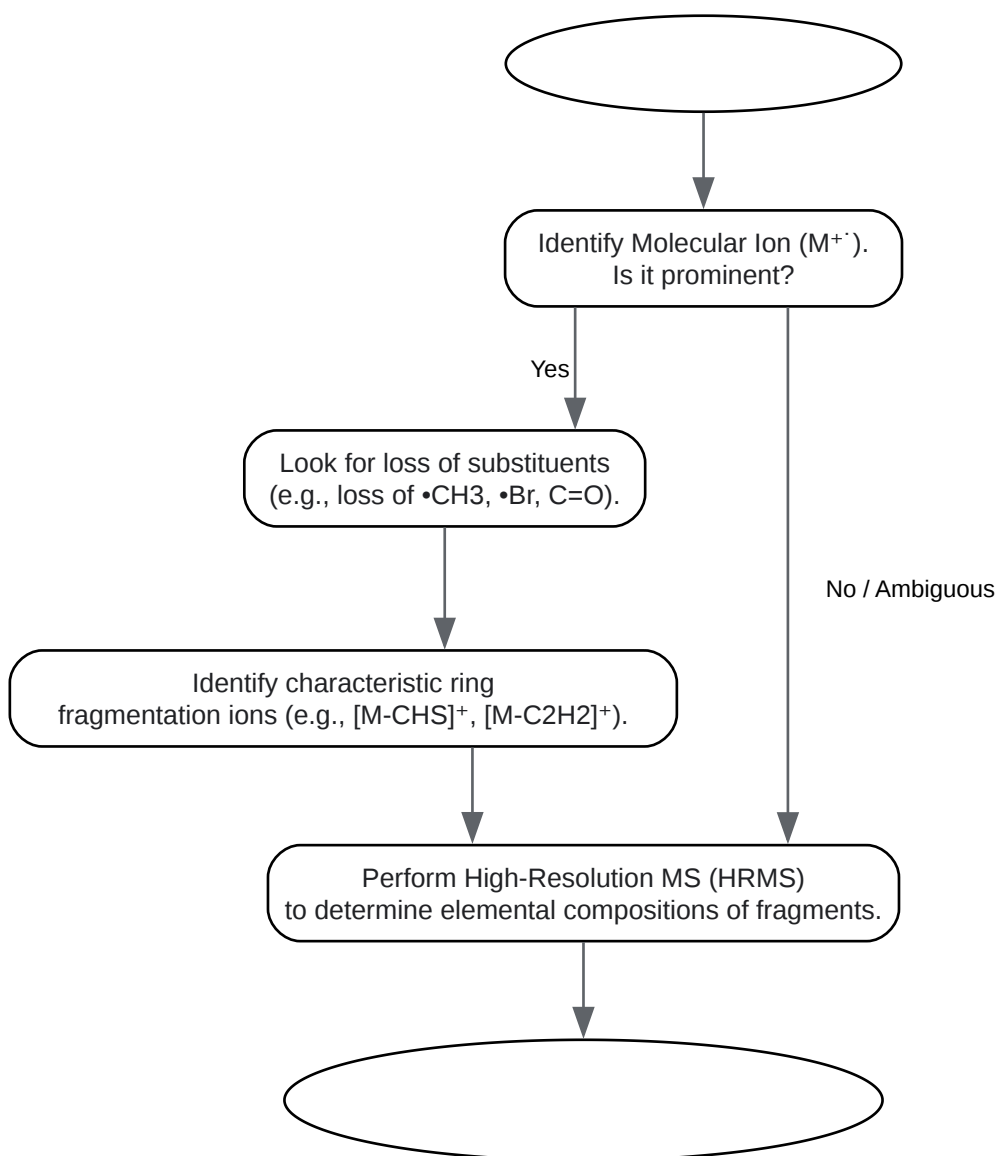 Identify Molecular Ion (M⁺˙).
Is it prominent?
Yes
Look for loss of substituents
(e.g., loss of •CH3, •Br, C=O).
No / Ambiguous
Identify characteristic ring
fragmentation ions (e.g., [M-CHS]⁺, [M-C2H2]⁺).
Perform High-Resolution MS (HRMS)
to determine elemental compositions of fragments.